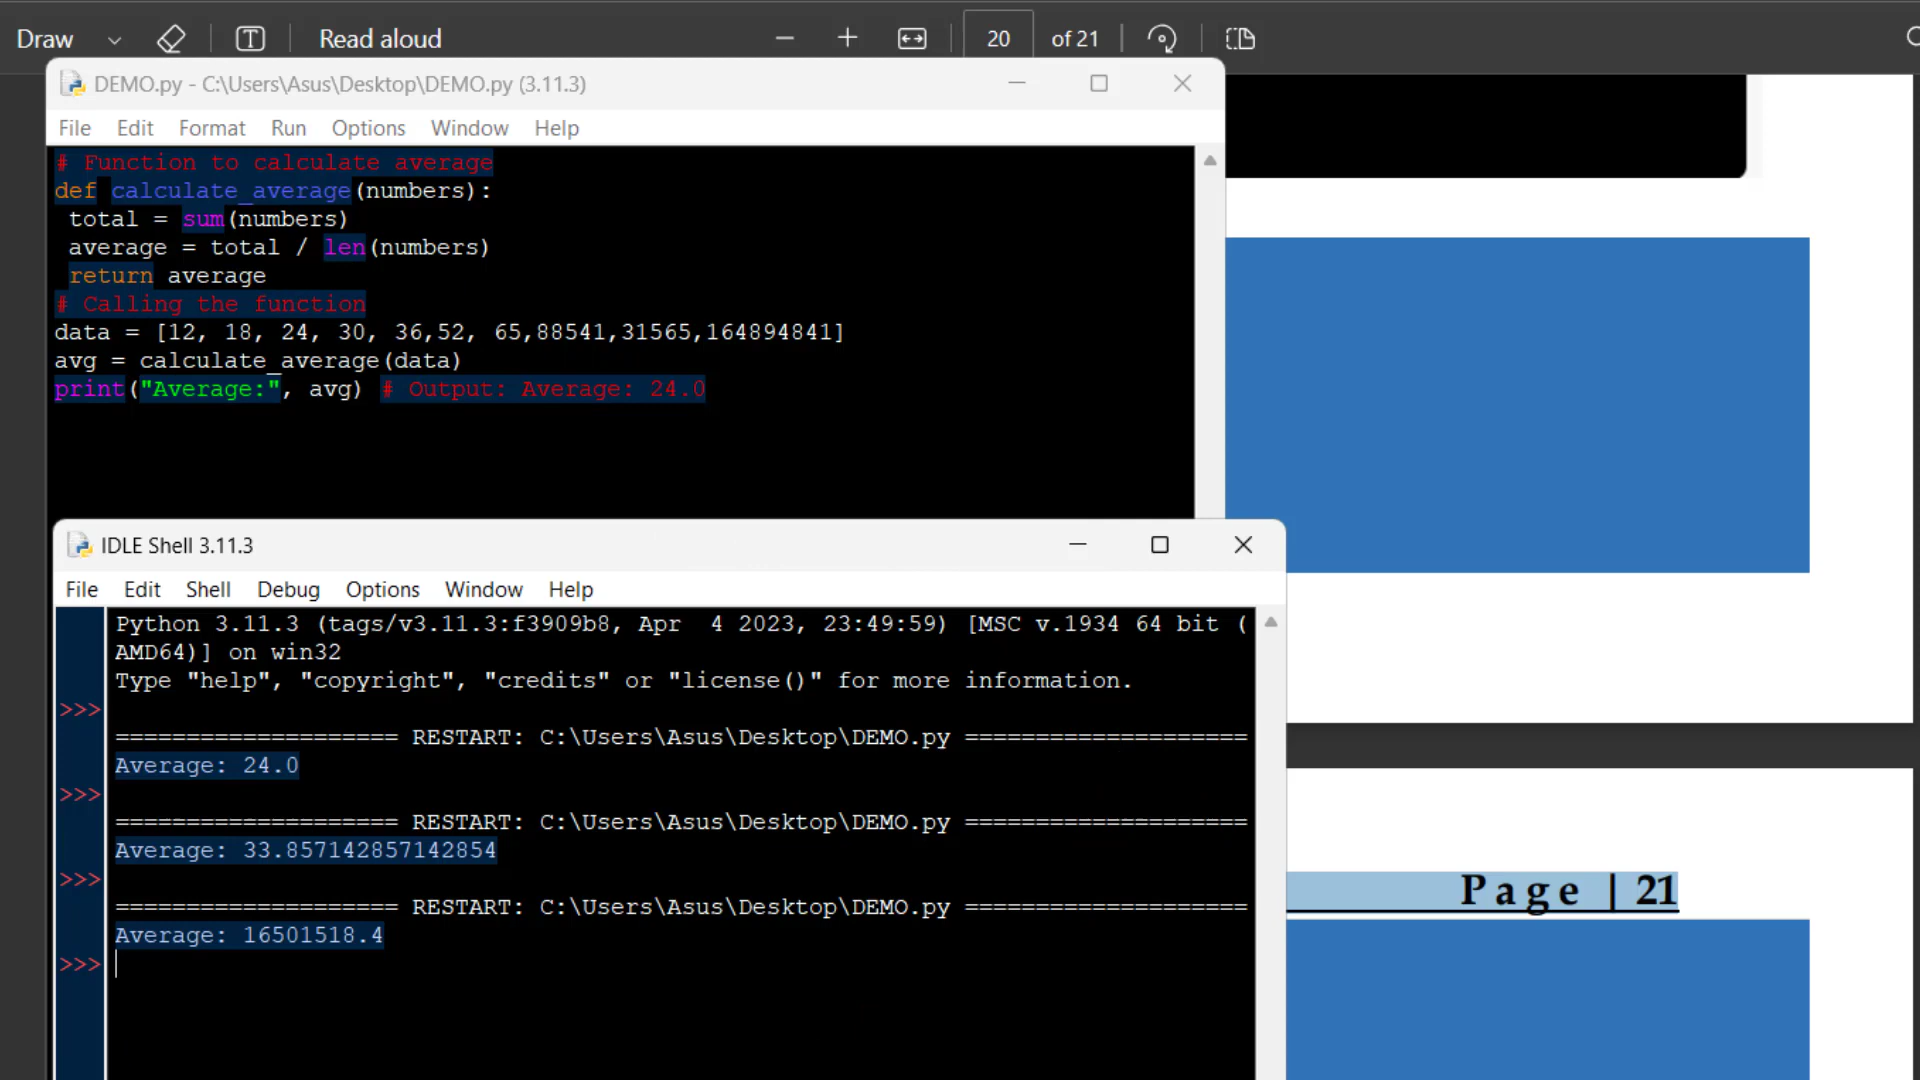 Draw
Read aloud
20 of 21
DEMO.py - C:\Users\Asus\Desktop\DEMO.py (3.11.3)
File Edit Format Run Options Window Help
# Function to calculate average
def calculate_average(numbers):
 total = sum(numbers)
 average = total / len(numbers)
 return average
# Calling the function
data = [12, 18, 24, 30, 36,52, 65,88541,31565,164894841]
avg = calculate_average(data)
print("Average:", avg) # Output: Average: 24.0
IDLE Shell 3.11.3
File Edit Shell Debug Options Window Help
Python 3.11.3 (tags/v3.11.3:f3909b8, Apr  4 2023, 23:49:59) [MSC v.1934 64 bit (
AMD64)] on win32
Type "help", "copyright", "credits" or "license()" for more information.
>>>
==================== RESTART: C:\Users\Asus\Desktop\DEMO.py ====================
Average: 24.0
>>>
==================== RESTART: C:\Users\Asus\Desktop\DEMO.py ====================
Average: 33.857142857142854
>>>
==================== RESTART: C:\Users\Asus\Desktop\DEMO.py ====================
Average: 16501518.4
>>>
Page | 21